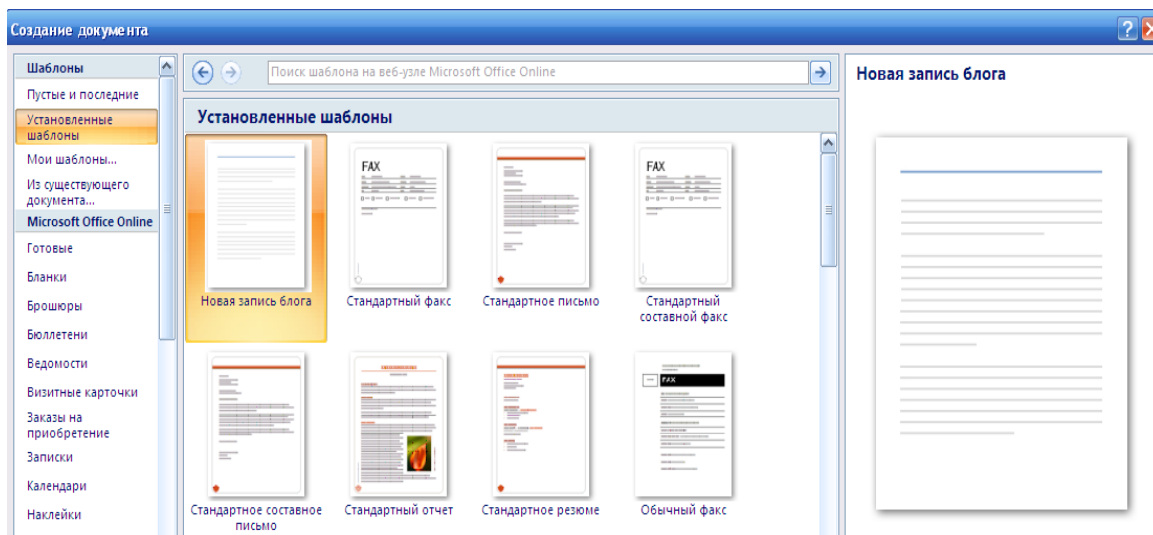 Создание документа
Шаблоны
Пустые и последние
Установленные
шаблоны
Мои шаблоны...
Из существующего
документа...
Microsoft Office Online
Готовые
Бланки
Брошюры
Бюллетени
Ведомости
Визитные карточки
Заказы на
приобретение
Записки
Календари
Наклейки
Поиск шаблона на веб-узле Microsoft Office Online
Установленные шаблоны
FAX
FAX
Новая запись блога
Стандартный факс
Стандартное письмо
Стандартный
составной факс
FAX
Стандартное составное
письмо
Стандартный отчет
Стандартное резюме
Обычный факс
Новая запись блога